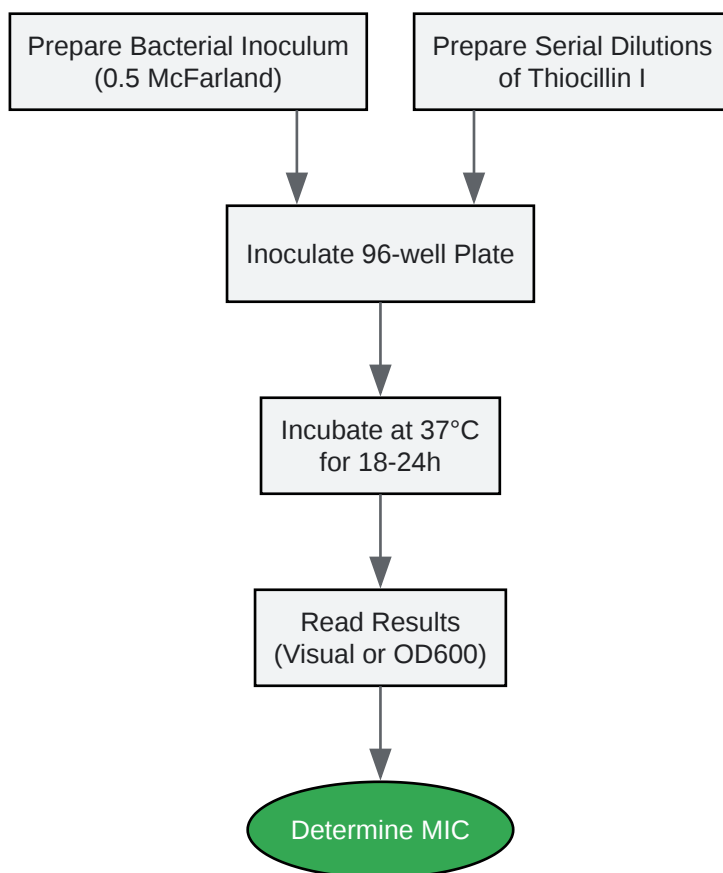 Prepare Bacterial Inoculum
(0.5 McFarland)
Prepare Serial Dilutions
of Thiocillin I
Inoculate 96-well Plate
Incubate at 37°C
for 18-24h
Read Results
(Visual or OD600)
Determine MIC